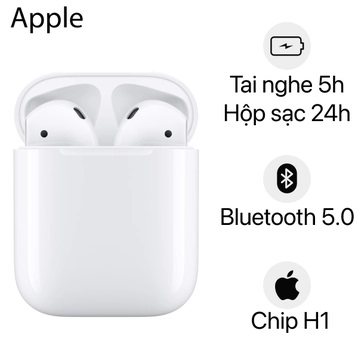 Apple
Tai nghe 5h
Hộp sạc 24h
Bluetooth 5.0
Chip H1